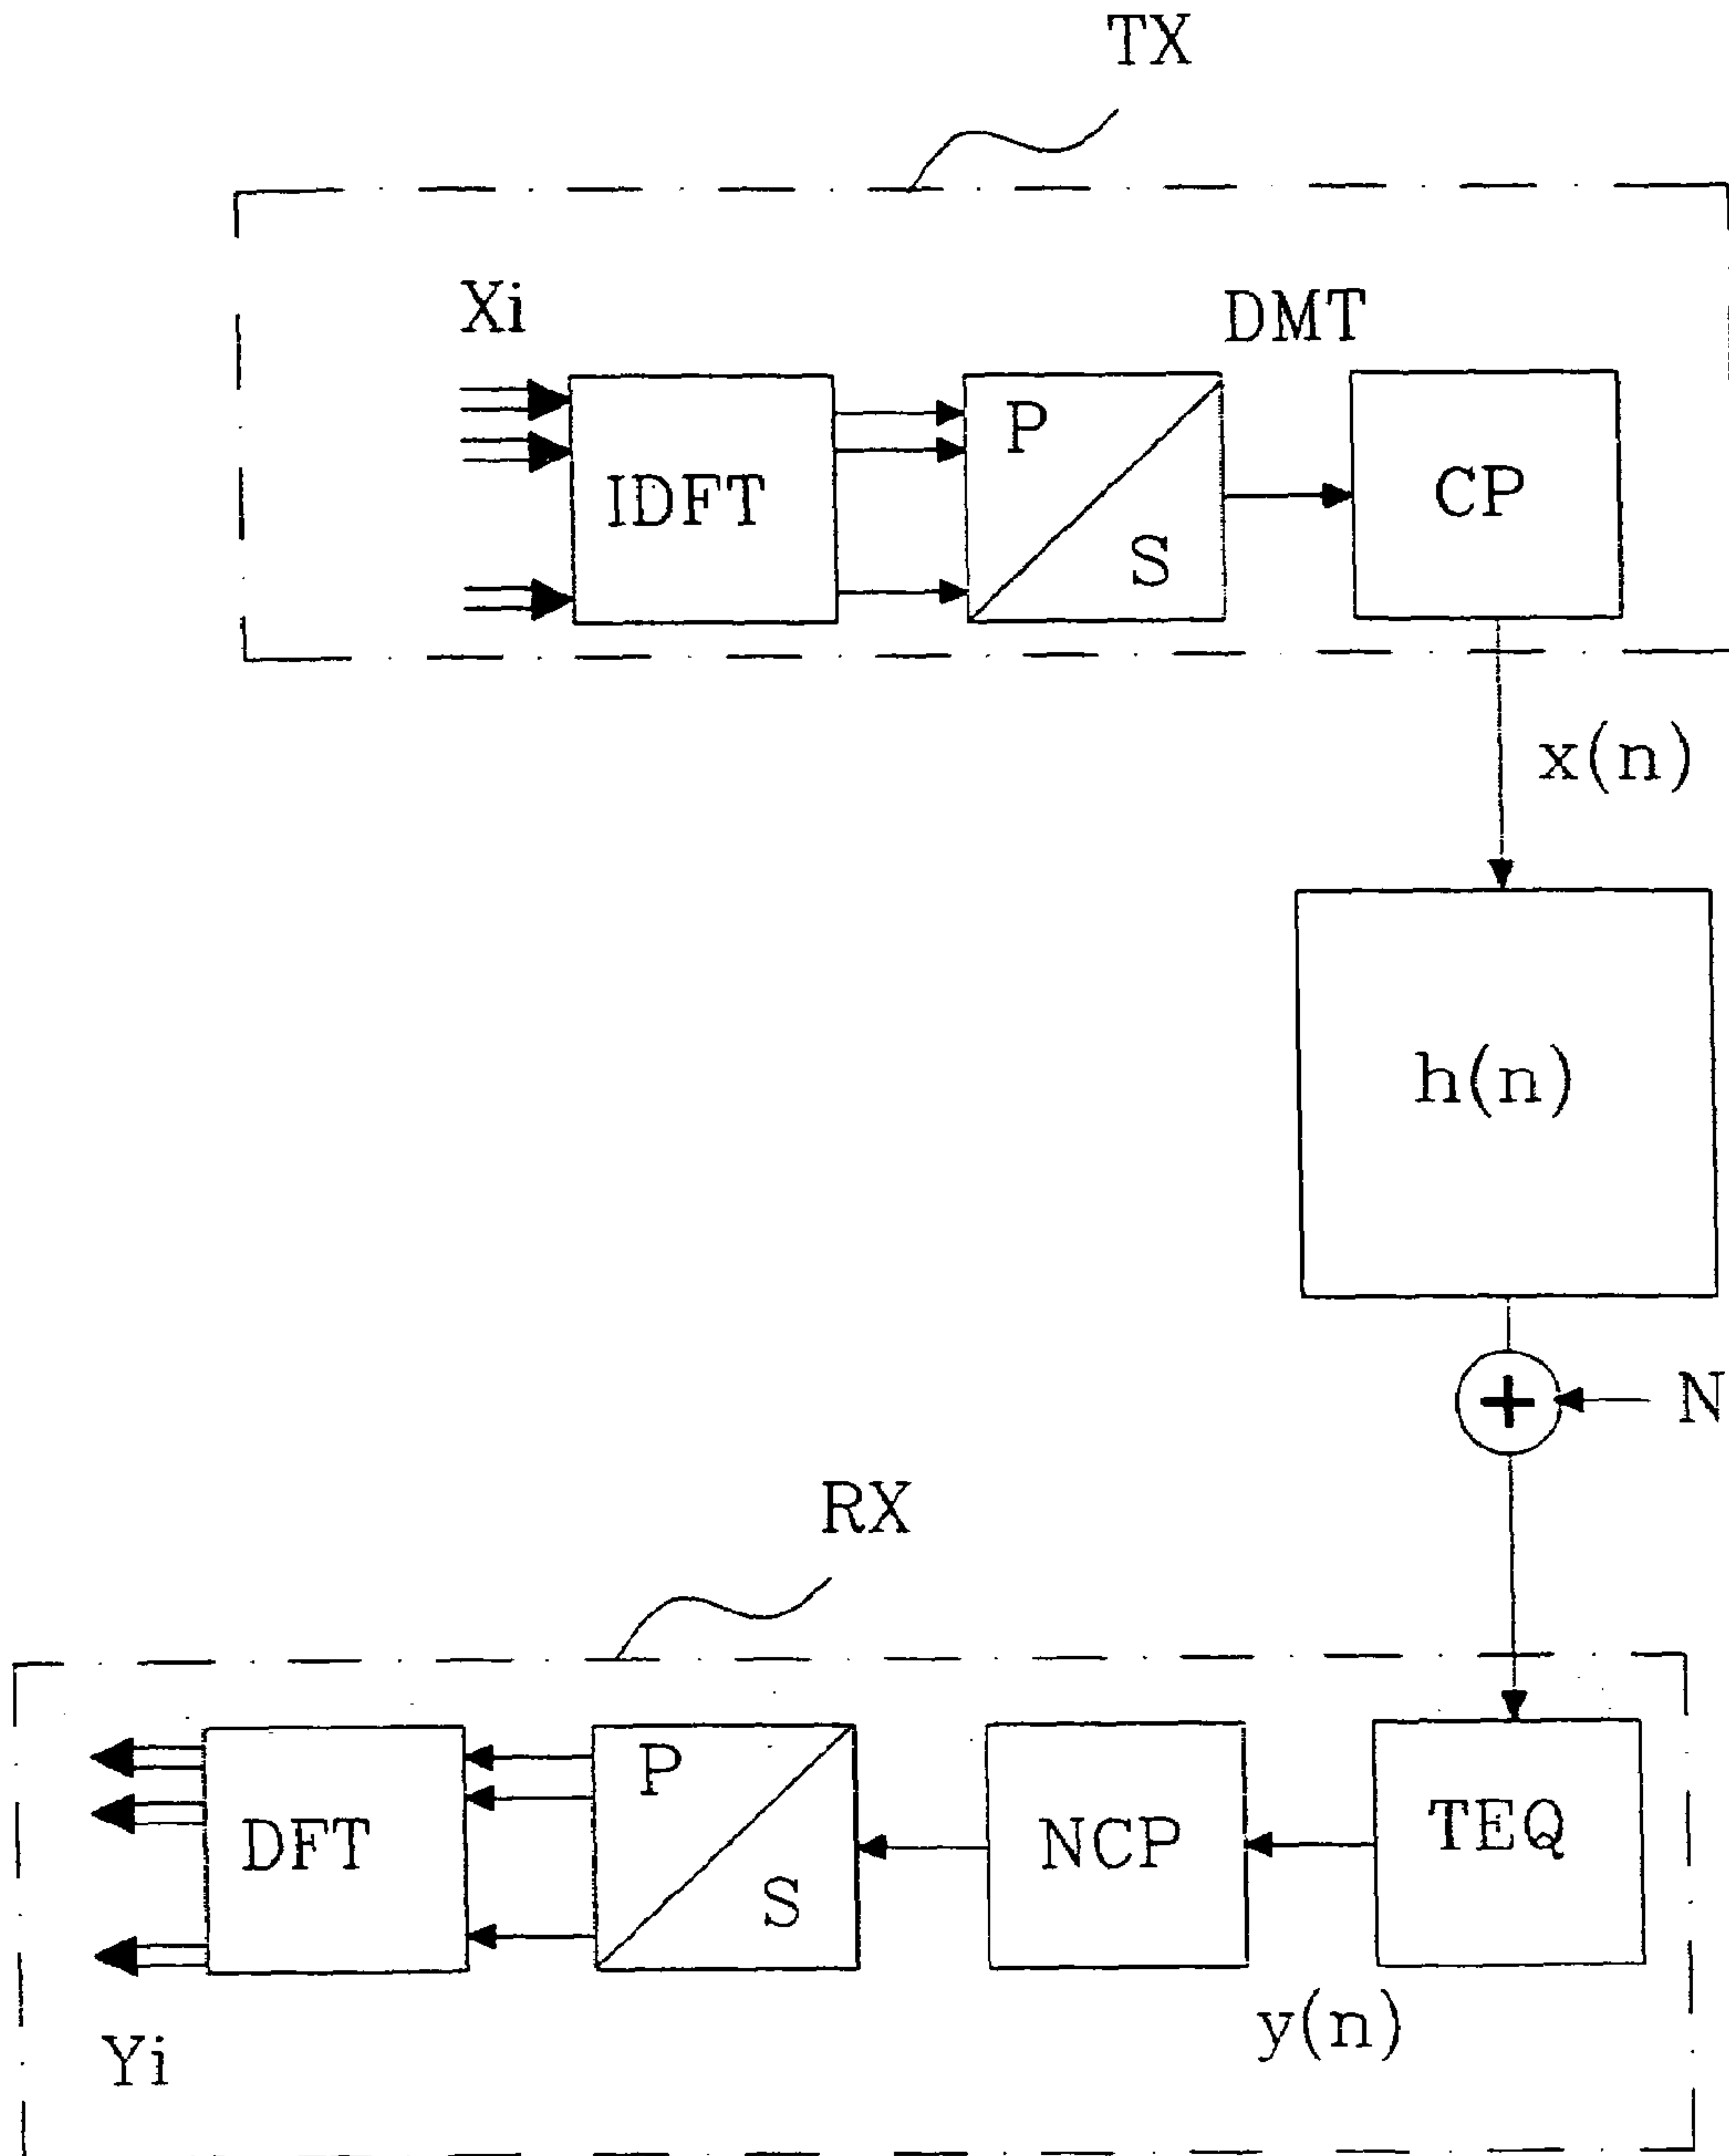 TX
Xi
DMT
IDFT
P
S
CP
x(n)
h(n)
+
N
RX
DFT
P
S
NCP
TEQ
y(n)
Yi